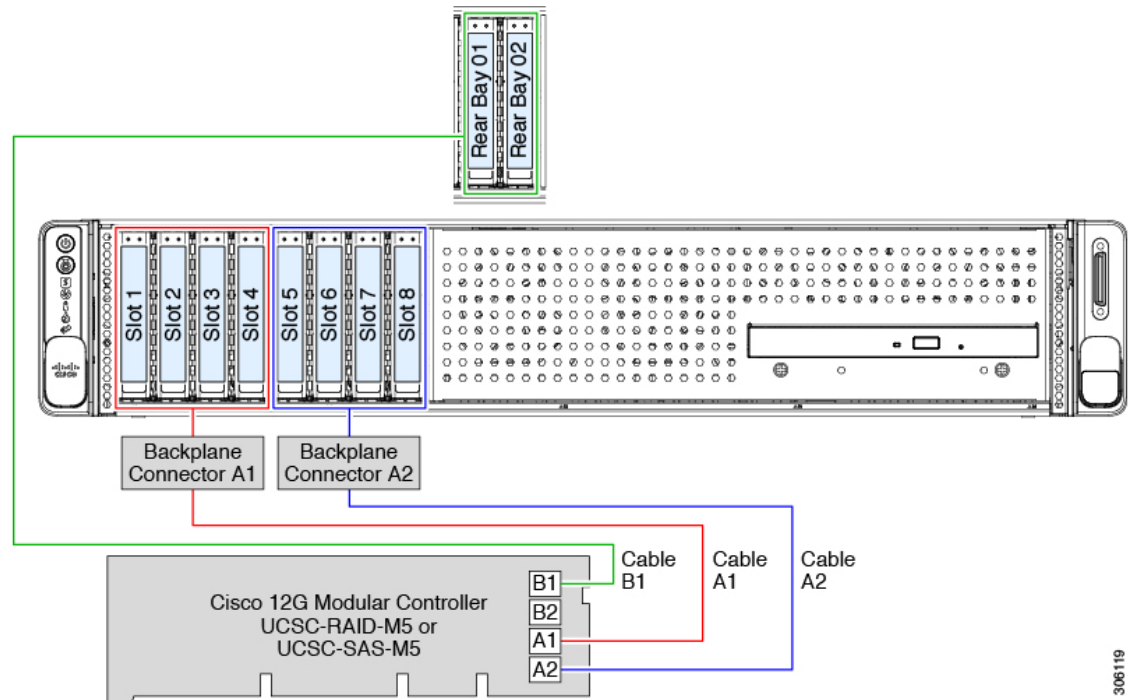 Rear Bay 01
Rear Bay 02
Slot 1
Slot 2
Slot 3
Slot 4
Slot 5
Slot 6
Slot 7
Slot 8
CISCO
Backplane
Connector A1
Backplane
Connector A2
Cable
B1
Cable
A1
Cable
A2
Cisco 12G Modular Controller
UCSC-RAID-M5 or
UCSC-SAS-M5
B1
B2
A1
A2
306119